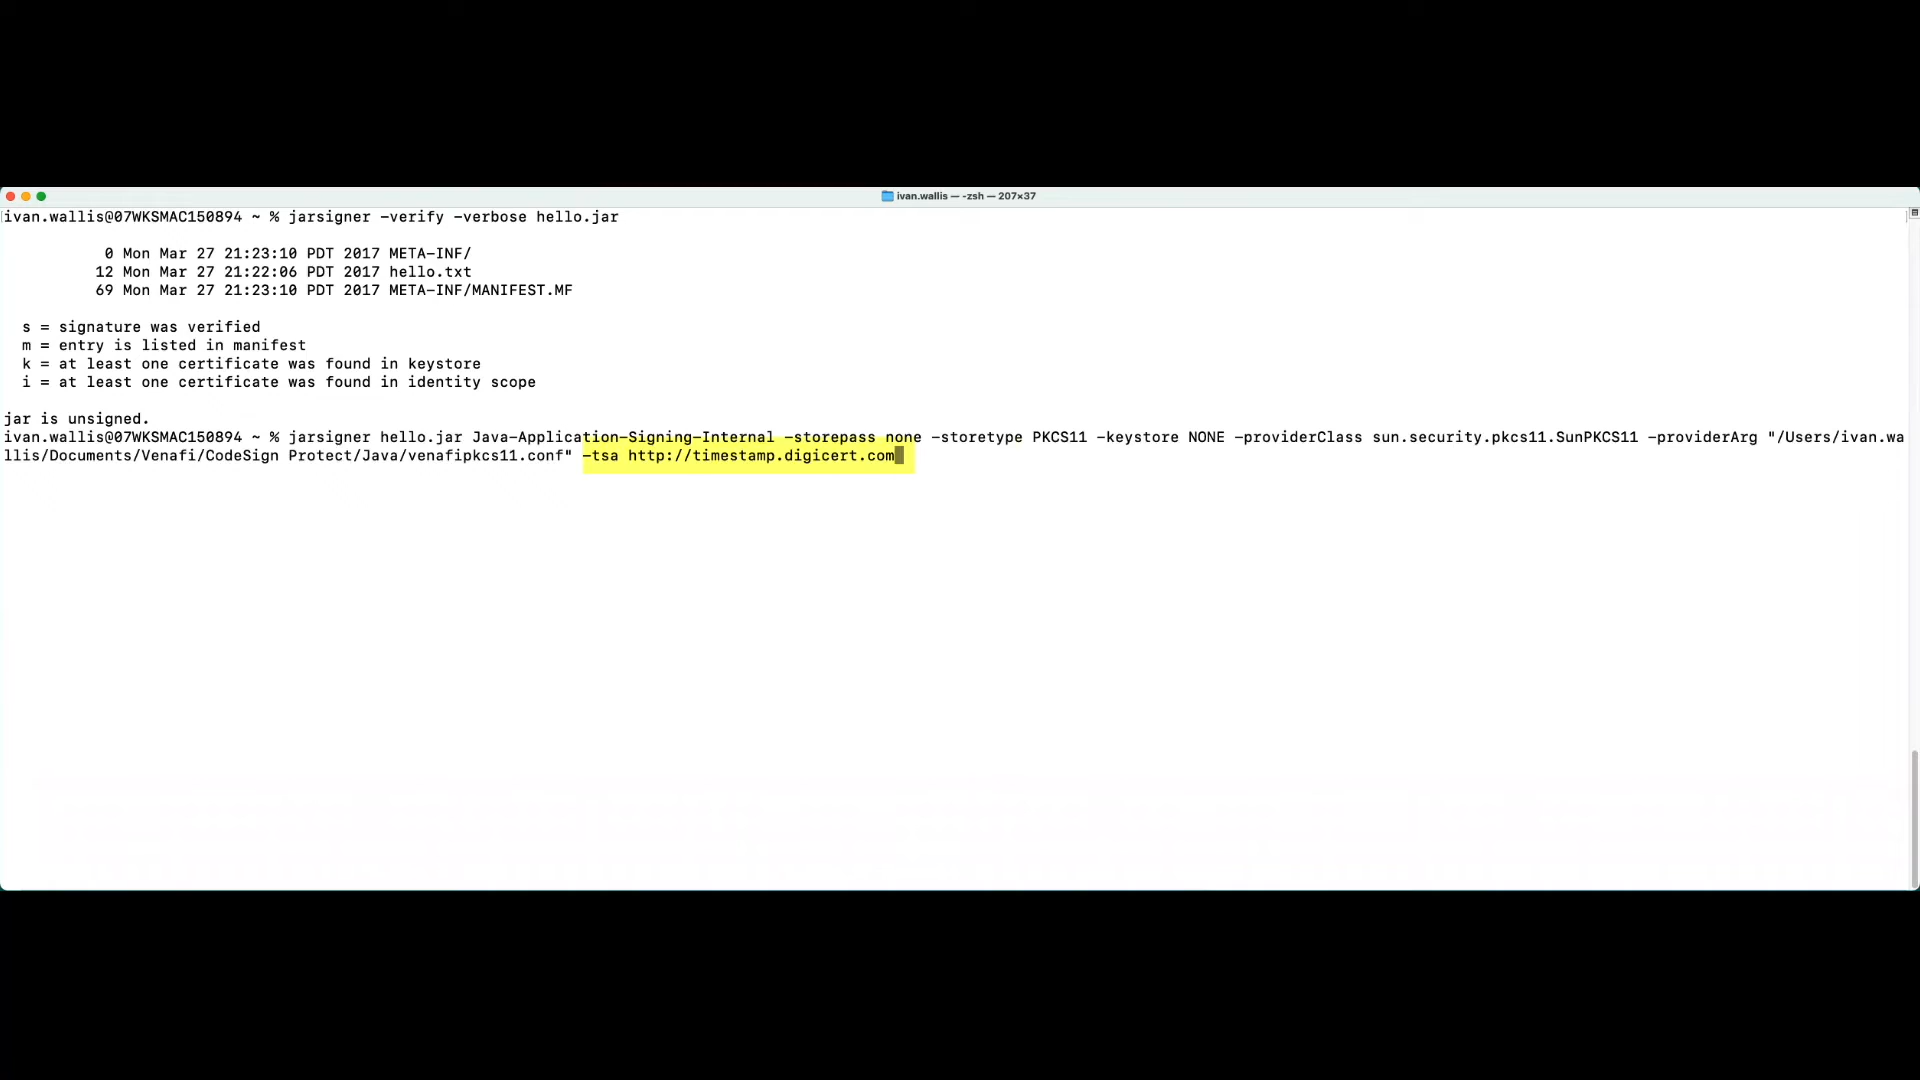 ivan.wallis — -zsh — 207×37
ivan.wallis@07WKSMAC150894 ~ % jarsigner -verify -verbose hello.jar
0 Mon Mar 27 21:23:10 PDT 2017 META-INF/
12 Mon Mar 27 21:22:06 PDT 2017 hello.txt
69 Mon Mar 27 21:23:10 PDT 2017 META-INF/MANIFEST.MF
s = signature was verified
m = entry is listed in manifest
k = at least one certificate was found in keystore
i = at least one certificate was found in identity scope
jar is unsigned.
ivan.wallis@07WKSMAC150894 ~ % jarsigner hello.jar Java-Application-Signing-Internal -storepass none -storetype PKCS11 -keystore NONE -providerClass sun.security.pkcs11.SunPKCS11 -providerArg "/Users/ivan.wa
llis/Documents/Venafi/CodeSign Protect/Java/venafipkcs11.conf" -tsa http://timestamp.digicert.com